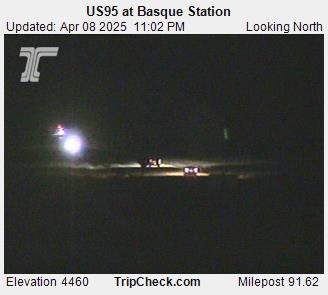 US95 at Basque Station
Updated: Apr 08 2025 11:02 PM Looking North
Elevation 4460 TripCheck.com Milepost 91.62